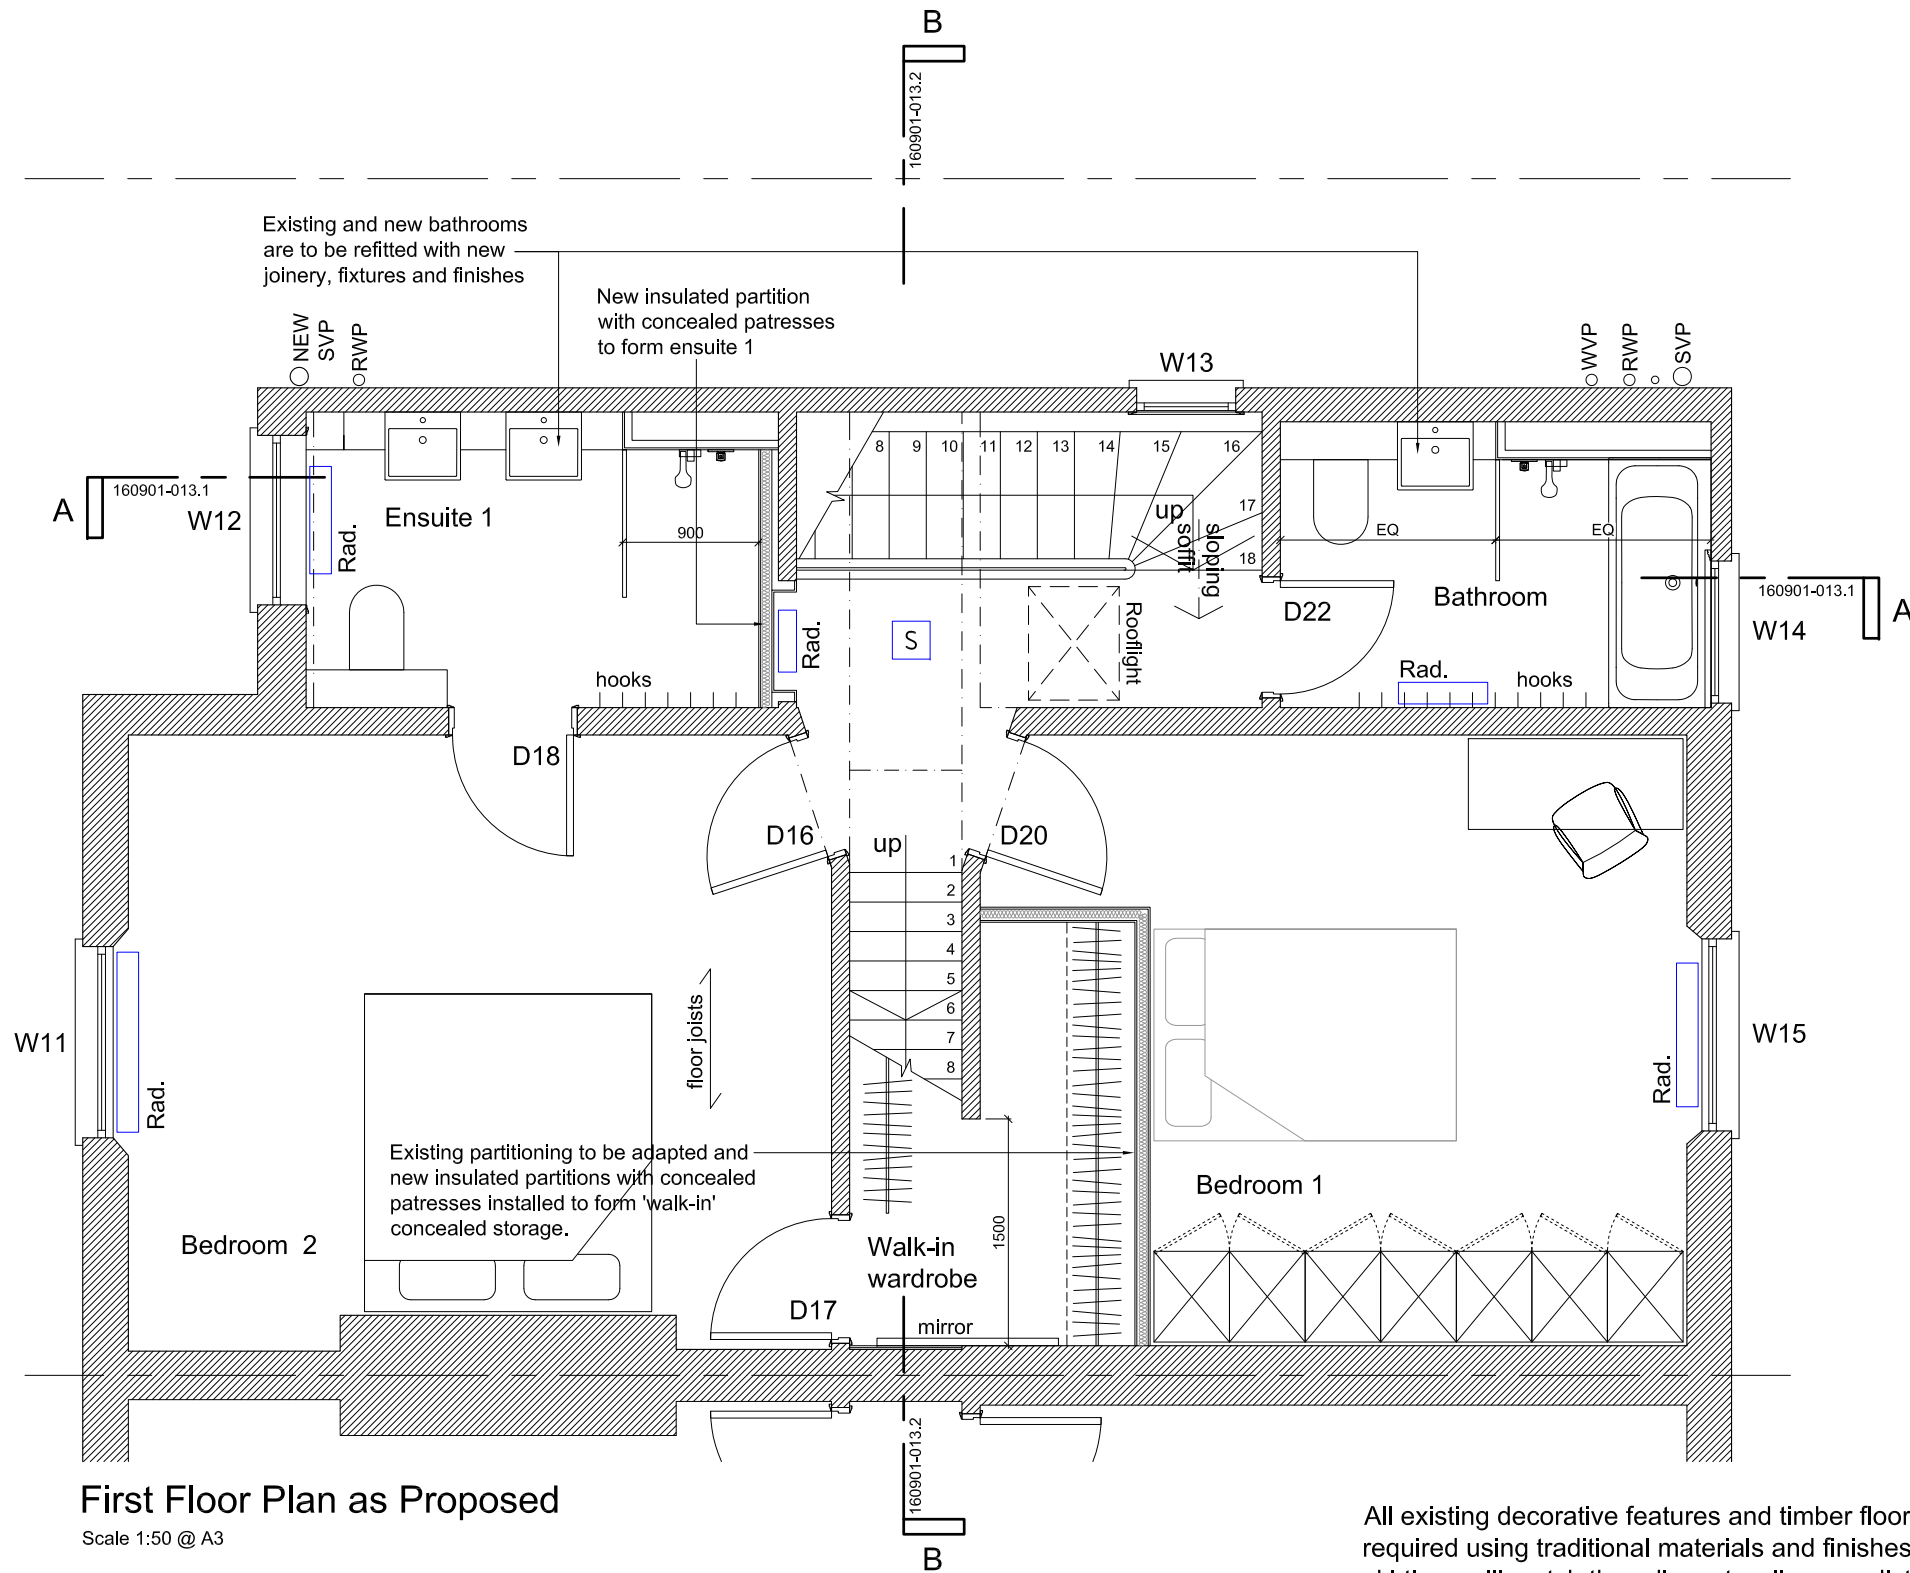 B
160901-013.2
Existing and new bathrooms
are to be refitted with new
joinery, fixtures and finishes
New insulated partition
with concealed patresses
to form ensuite 1
NEW
SVP
RWP
W13
WVP
RWP
SVP
8 9 10 11 12 13 14 15 16
17
18
A
160901-013.1
W12
Ensuite 1
Rad.
900
up
sloping
soffit
EQ
EQ
Bathroom
160901-013.1
A
W14
D22
Rad.
S
Rooflight
hooks
Rad.
hooks
D18
D16
up
D20
1
2
3
4
5
6
7
8
floor joists
W11
Rad.
Rad.
W15
Existing partitioning to be adapted and
new insulated partitions with concealed
patresses installed to form 'walk-in'
concealed storage.
Bedroom 1
Bedroom 2
Walk-in
wardrobe
1500
D17
mirror
160901-013.2
B
First Floor Plan as Proposed
Scale 1:50 @ A3
All existing decorative features and timber floor
required using traditional materials and finishes